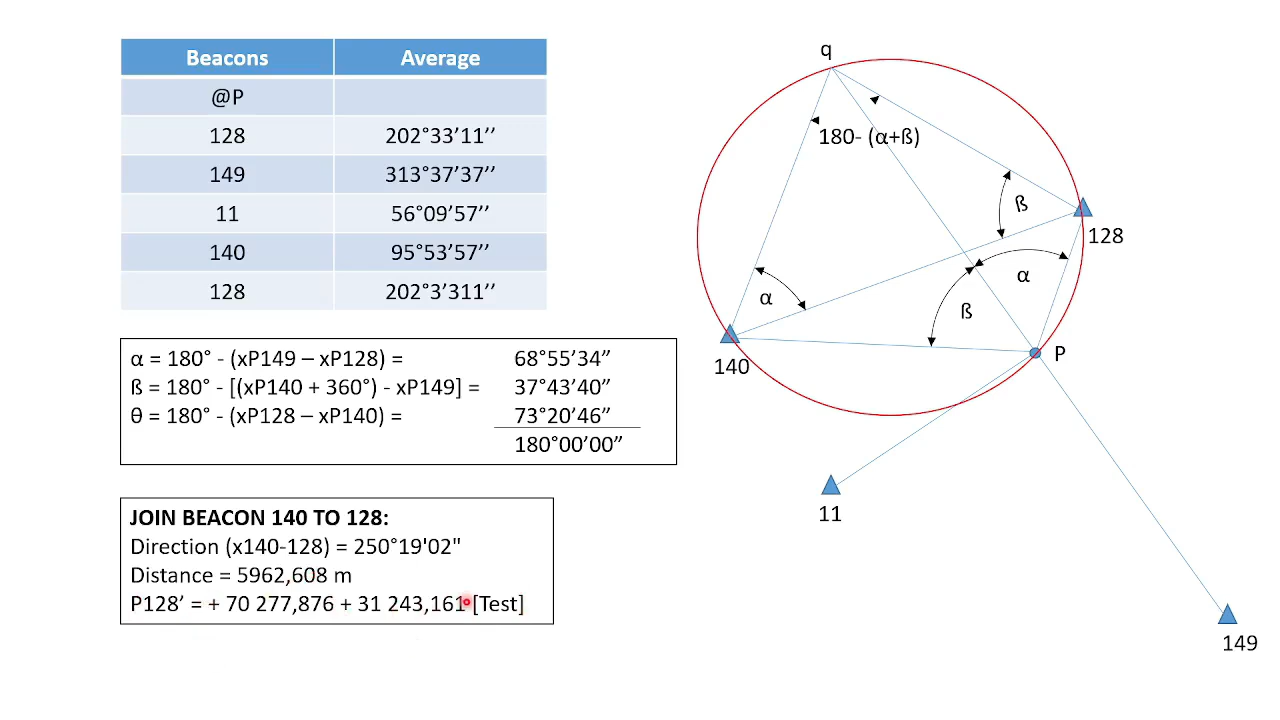 Beacons Average
@P
128 202°33’11’’
149 313°37’37’’
11 56°09’57’’
140 95°53’57’’
128 202°3’311’’
α = 180° - (xP149 – xP128) = 68°55’34”
ß = 180° - [(xP140 + 360°) - xP149] = 37°43’40”
θ = 180° - (xP128 – xP140) = 73°20’46”
180°00’00”
JOIN BEACON 140 TO 128:
Direction (x140-128) = 250°19'02"
Distance = 5962,608 m
P128’ = + 70 277,876 + 31 243,161 [Test]
q
180- (α+ß)
ß
128
α
α
ß
140
P
11
149